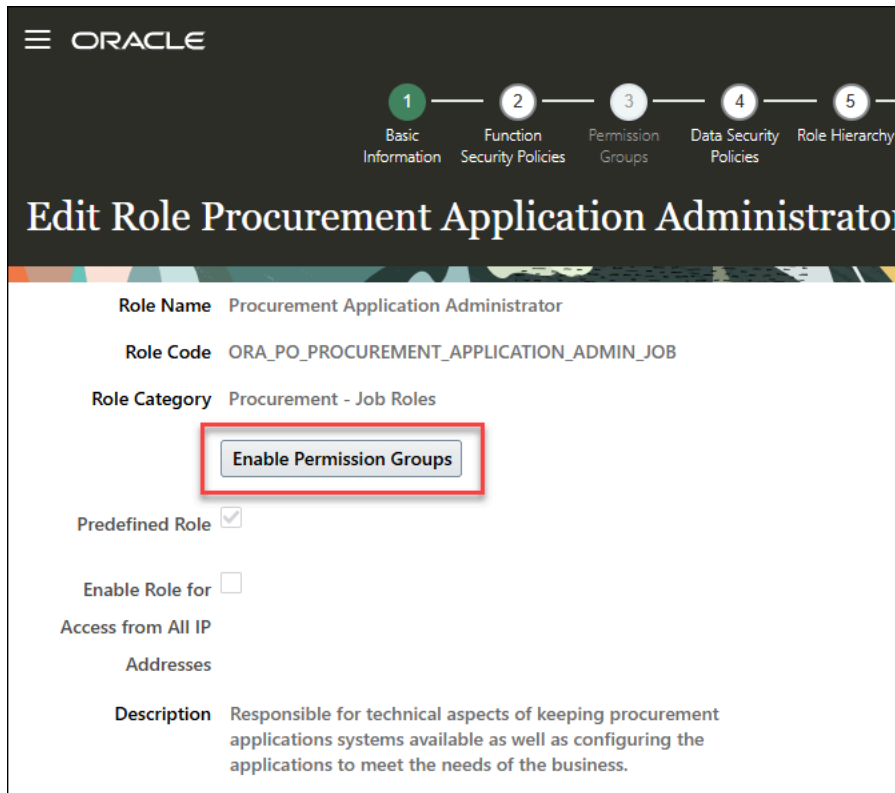 ORACLE
1 2 3 4 5
Basic Function Permission Data Security Role Hierarchy
Information Security Policies Groups Policies
Edit Role Procurement Application Administrator
Role Name Procurement Application Administrator
Role Code ORA_PO_PROCUREMENT_APPLICATION_ADMIN_JOB
Role Category Procurement - Job Roles
Enable Permission Groups
Predefined Role
Enable Role for
Access from All IP
Addresses
Description Responsible for technical aspects of keeping procurement
applications systems available as well as configuring the
applications to meet the needs of the business.